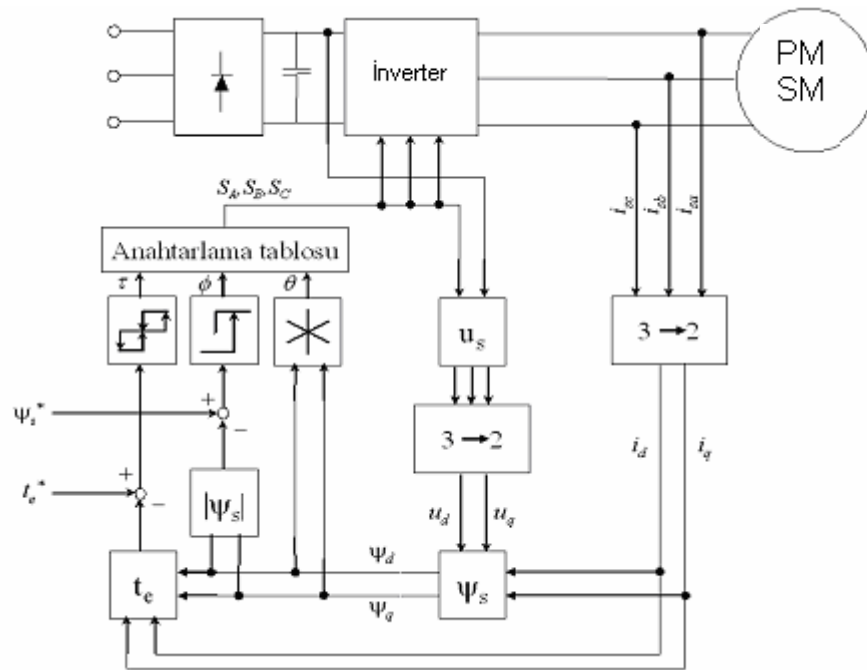 İnverter
PM
SM
S_A, S_B, S_C
i_sc
i_sb
i_sa
Anahtarlama tablosu
τ
ϕ
θ
u_s
3 → 2
+
ψ_s*
−
3 → 2
i_d
i_q
+
t_e*
−
|ψ_s|
u_d
u_q
ψ_d
t_e
ψ_s
ψ_q